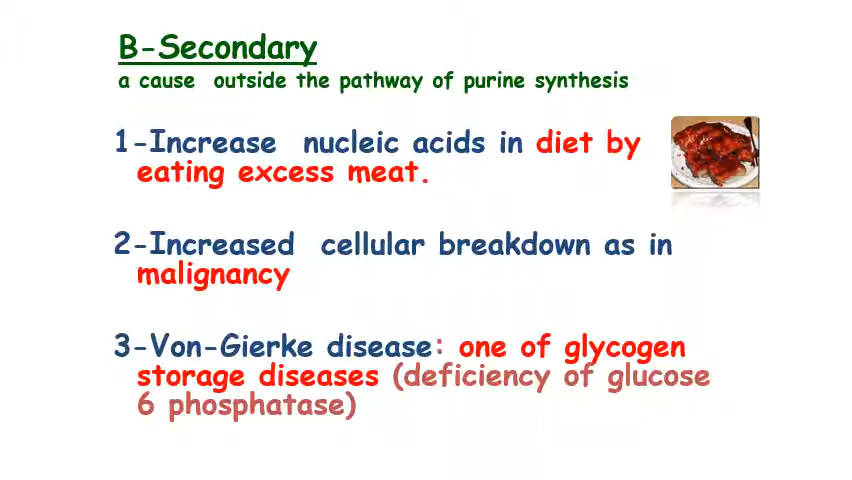 B-Secondary
a cause outside the pathway of purine synthesis
1-Increase nucleic acids in diet by
eating excess meat.
2-Increased cellular breakdown as in
malignancy
3-Von-Gierke disease: one of glycogen
storage diseases (deficiency of glucose
6 phosphatase)